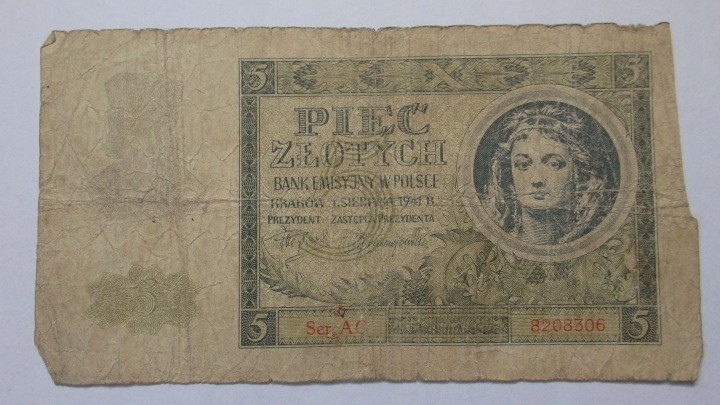 5 5
PIĘĆ
ZŁOTYCH
BANK EMISYJNY W POLSCE
KRAKÓW 1. SIERPNIA 1941 R.
PREZYDENT ZASTĘPCA PREZYDENTA
5
5 Ser. AC 8208306 5